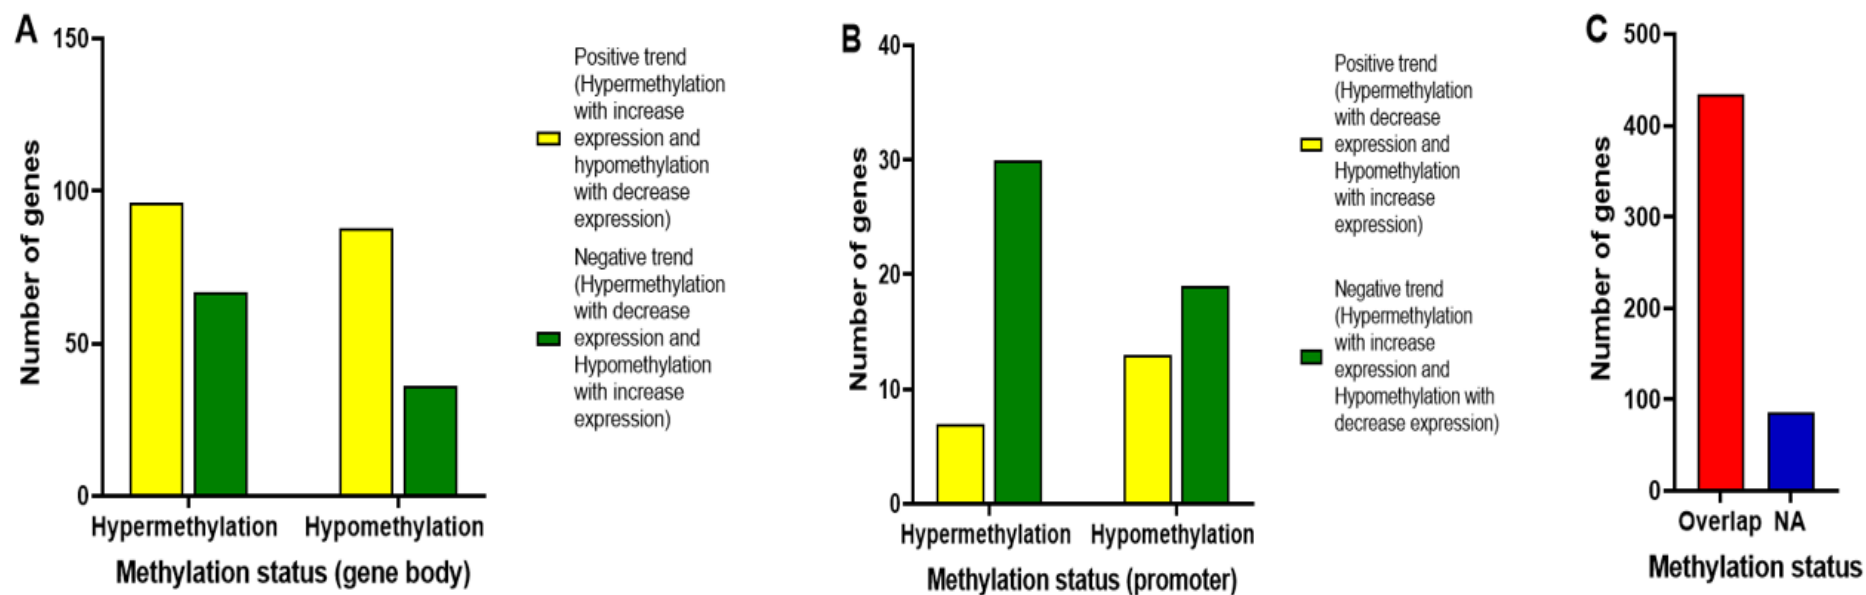 A
150
100
50
0
Number of genes
Hypermethylation Hypomethylation
Methylation status (gene body)
Positive trend
(Hypermethylation
with increase
expression and
hypomethylation
with decrease
expression)
Negative trend
(Hypermethylation
with decrease
expression and
Hypomethylation
with increase
expression)
B
40
30
20
10
0
Number of genes
Hypermethylation Hypomethylation
Methylation status (promoter)
Positive trend
(Hypermethylation
with decrease
expression and
Hypomethylation
with increase
expression)
Negative trend
(Hypermethylation
with increase
expression and
Hypomethylation with
decrease expression)
C
500
400
300
200
100
0
Number of genes
Overlap NA
Methylation status